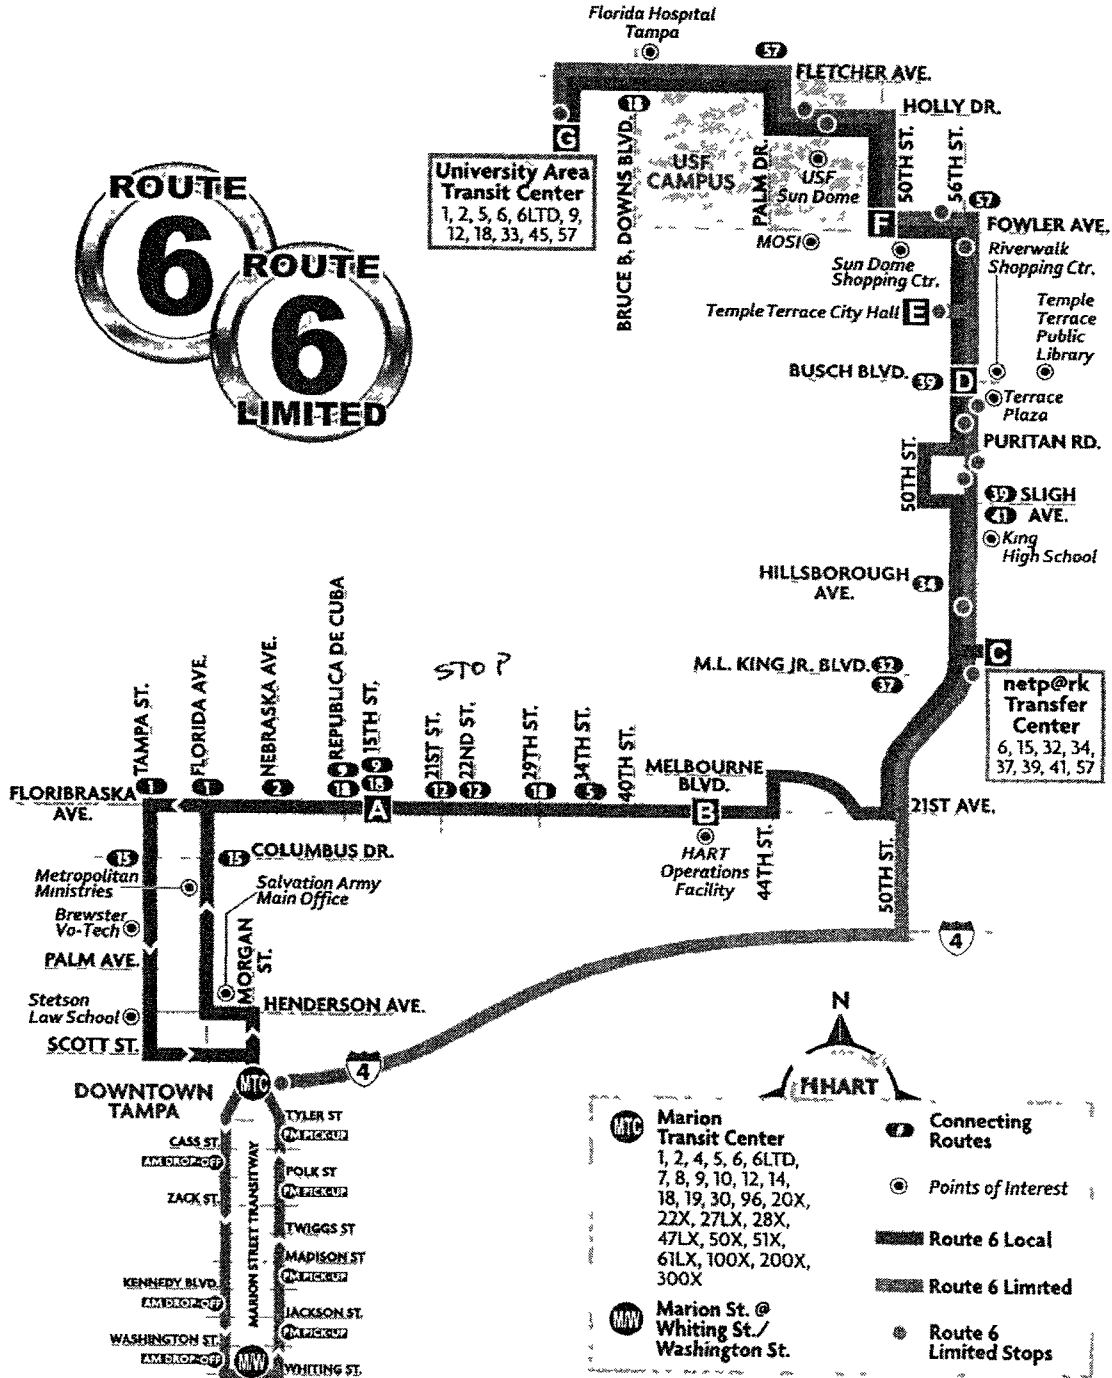 Florida Hospital
Tampa
57
FLETCHER AVE.
HOLLY DR.
18
G
BRUCE B. DOWNS BLVD.
USF
CAMPUS
PALM DR.
USF
Sun Dome
50TH ST.
56TH ST.
57
FOWLER AVE.
University Area
Transit Center
1, 2, 5, 6, 6LTD, 9,
12, 18, 33, 45, 57
ROUTE
6
ROUTE
6
LIMITED
MOSI
F
Sun Dome
Shopping Ctr.
Riverwalk
Shopping Ctr.
Temple Terrace City Hall E
Temple
Terrace
Public
Library
BUSCH BLVD. 39 D
Terrace
Plaza
PURITAN RD.
50TH ST.
39 SLIGH
41 AVE.
King
High School
HILLSBOROUGH
AVE.
34
M.L. KING JR. BLVD. 32
37
C
netp@rk
Transfer
Center
6, 15, 32, 34,
37, 39, 41, 57
STOP
TAMPA ST.
FLORIDA AVE.
NEBRASKA AVE.
REPUBLICA DE CUBA
15TH ST.
21ST ST.
22ND ST.
29TH ST.
34TH ST.
40TH ST.
MELBOURNE
BLVD.
1
1
2
9
18
9
18
12
12
18
5
FLORIBRASKA
AVE.
A
B
21ST AVE.
HART
Operations
Facility
44TH ST.
50TH ST.
15
15 COLUMBUS DR.
Metropolitan
Ministries
Salvation Army
Main Office
Brewster
Vo-Tech
MORGAN
ST.
PALM AVE.
4
Stetson
Law School
HENDERSON AVE.
SCOTT ST.
4
N
HART
DOWNTOWN
TAMPA
MTC
TYLER ST
PM PICK-UP
CASS ST.
AM DROP-OFF
POLK ST
PM PICK-UP
ZACK ST.
MARION STREET TRANSITWAY
TWIGGS ST
MADISON ST
PM PICK-UP
KENNEDY BLVD.
AM DROP-OFF
JACKSON ST.
PM PICK-UP
WASHINGTON ST.
AM DROP-OFF
M/W
WHITING ST.
MTC
Marion
Transit Center
1, 2, 4, 5, 6, 6LTD,
7, 8, 9, 10, 12, 14,
18, 19, 30, 96, 20X,
22X, 27LX, 28X,
47LX, 50X, 51X,
61LX, 100X, 200X,
300X
M/W
Marion St. @
Whiting St./
Washington St.
# Connecting
Routes
Points of Interest
Route 6 Local
Route 6 Limited
Route 6
Limited Stops